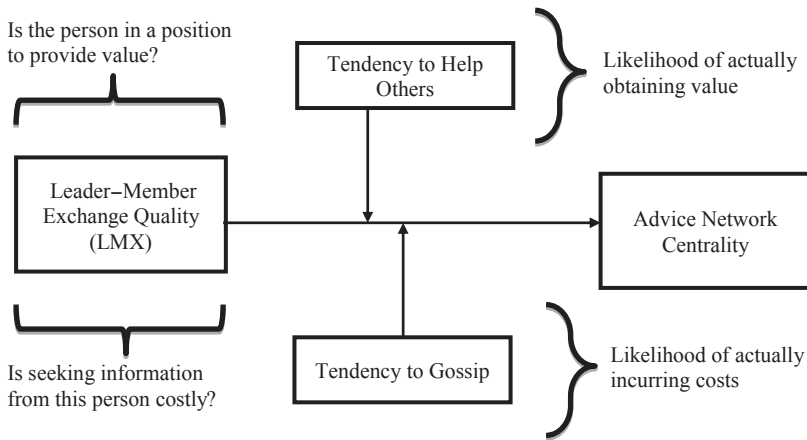 Is the person in a position
to provide value?
Tendency to Help
Others
Likelihood of actually
obtaining value
Leader–Member
Exchange Quality
(LMX)
Advice Network
Centrality
Is seeking information
from this person costly?
Tendency to Gossip
Likelihood of actually
incurring costs